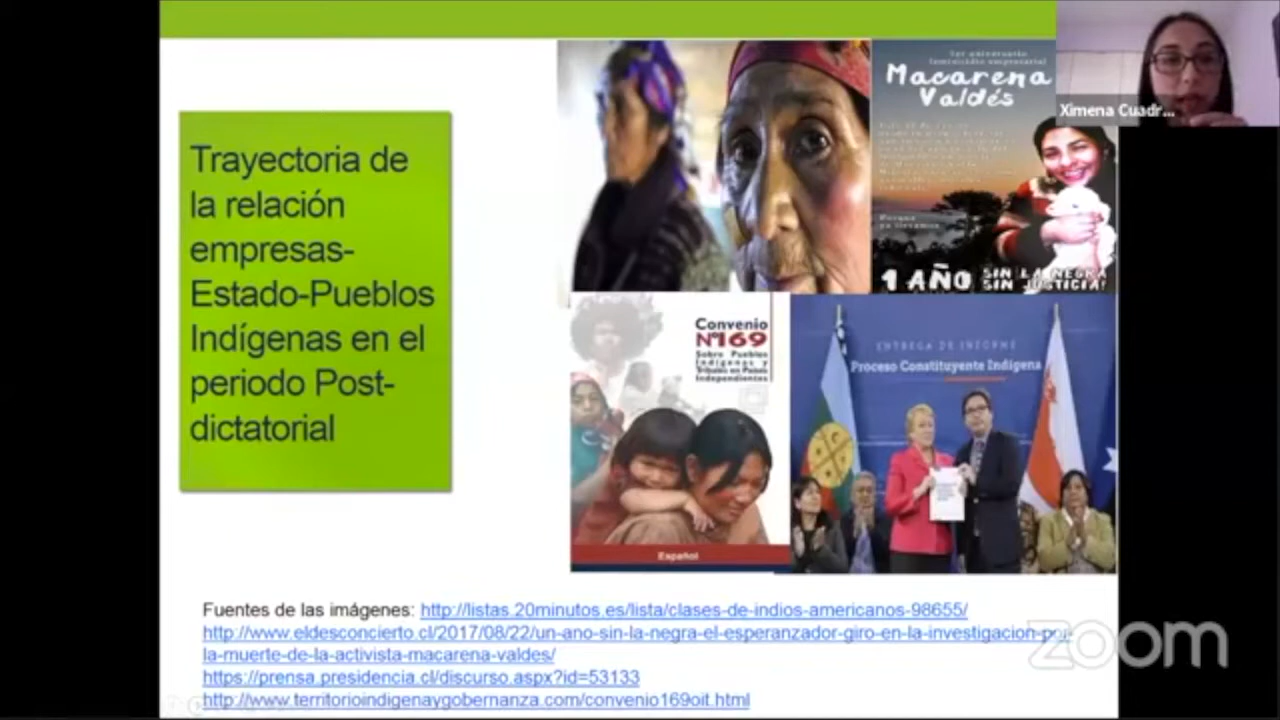 Trayectoria de
la relación
empresas-
Estado-Pueblos
Indígenas en el
periodo Post-
dictatorial
1er aniversario
femicidio empresarial
Macarena
Valdés
1 AÑO SIN LA NEGRA
SIN JUSTICIA!
Ximena Cuadr...
Convenio
Nº169
Sobre Pueblos
Indígenas y
Tribales en Países
Independientes
Español
ENTREGA DE INFORME
Proceso Constituyente Indígena
Fuentes de las imágenes: http://listas.20minutos.es/lista/clases-de-indios-americanos-98655/
http://www.eldesconcierto.cl/2017/08/22/un-ano-sin-la-negra-el-esperanzador-giro-en-la-investigacion-por-
la-muerte-de-la-activista-macarena-valdes/
https://prensa.presidencia.cl/discurso.aspx?id=53133
http://www.territorioindigenaygobernanza.com/convenio169oit.html
zoom